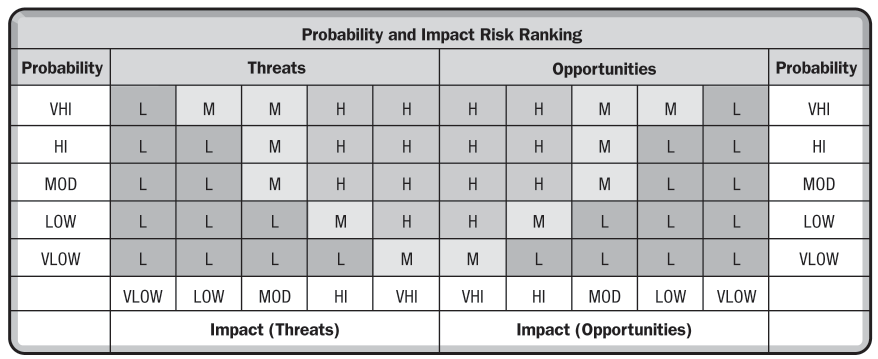 Probability and Impact Risk Ranking
Probability Threats Opportunities Probability
VHI L M M H H H H M M L VHI
HI L L M H H H H M L L HI
MOD L L M H H H H M L L MOD
LOW L L L M H H M L L L LOW
VLOW L L L L M M L L L L VLOW
VLOW LOW MOD HI VHI VHI HI MOD LOW VLOW
Impact (Threats) Impact (Opportunities)